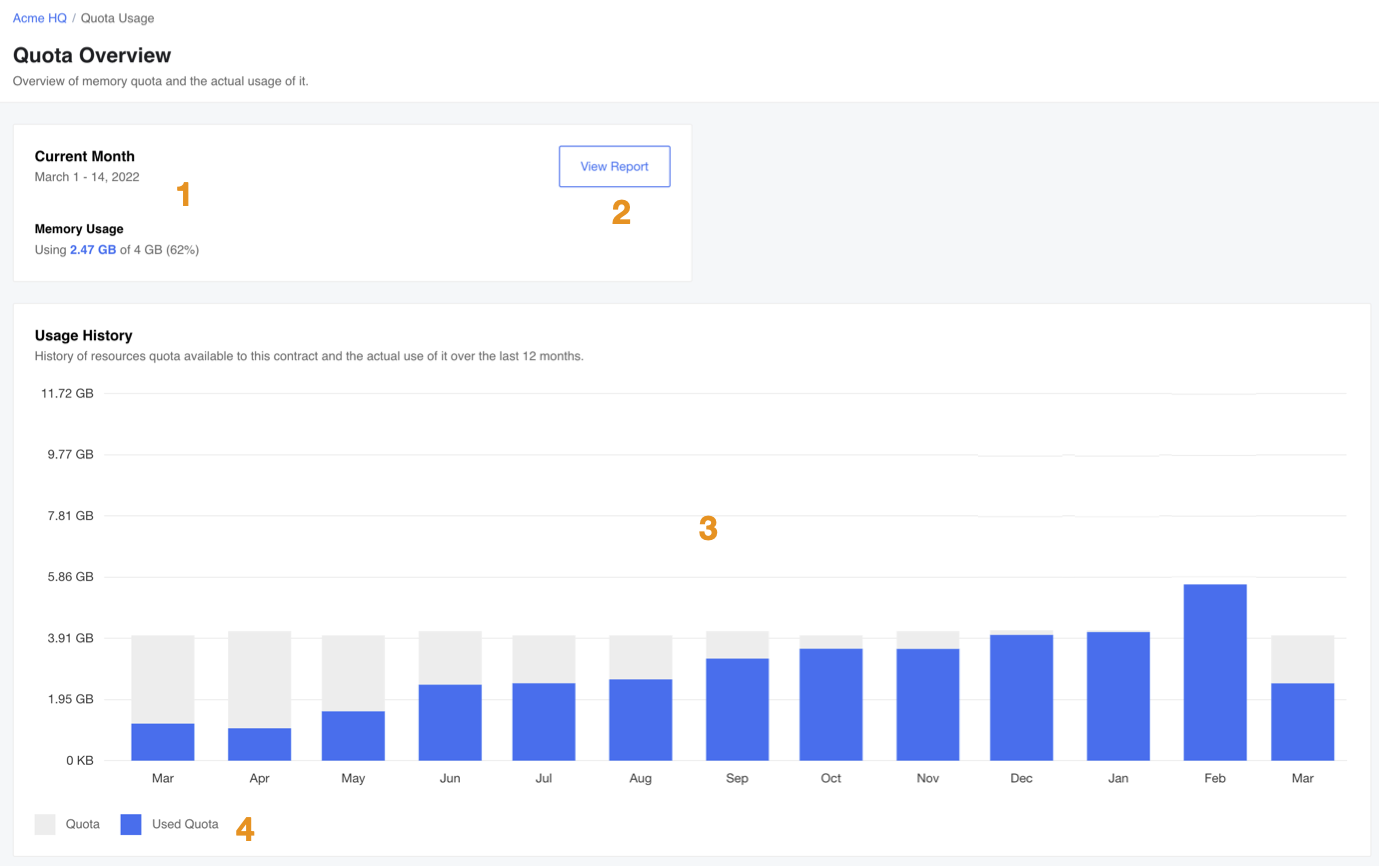 Acme HQ / Quota Usage
Quota Overview
Overview of memory quota and the actual usage of it.
Current Month
March 1 - 14, 2022
1
View Report
2
Memory Usage
Using 2.47 GB of 4 GB (62%)
Usage History
History of resources quota available to this contract and the actual use of it over the last 12 months.
11.72 GB
9.77 GB
7.81 GB
3
5.86 GB
3.91 GB
1.95 GB
0 KB
Mar Apr May Jun Jul Aug Sep Oct Nov Dec Jan Feb Mar
Quota Used Quota 4